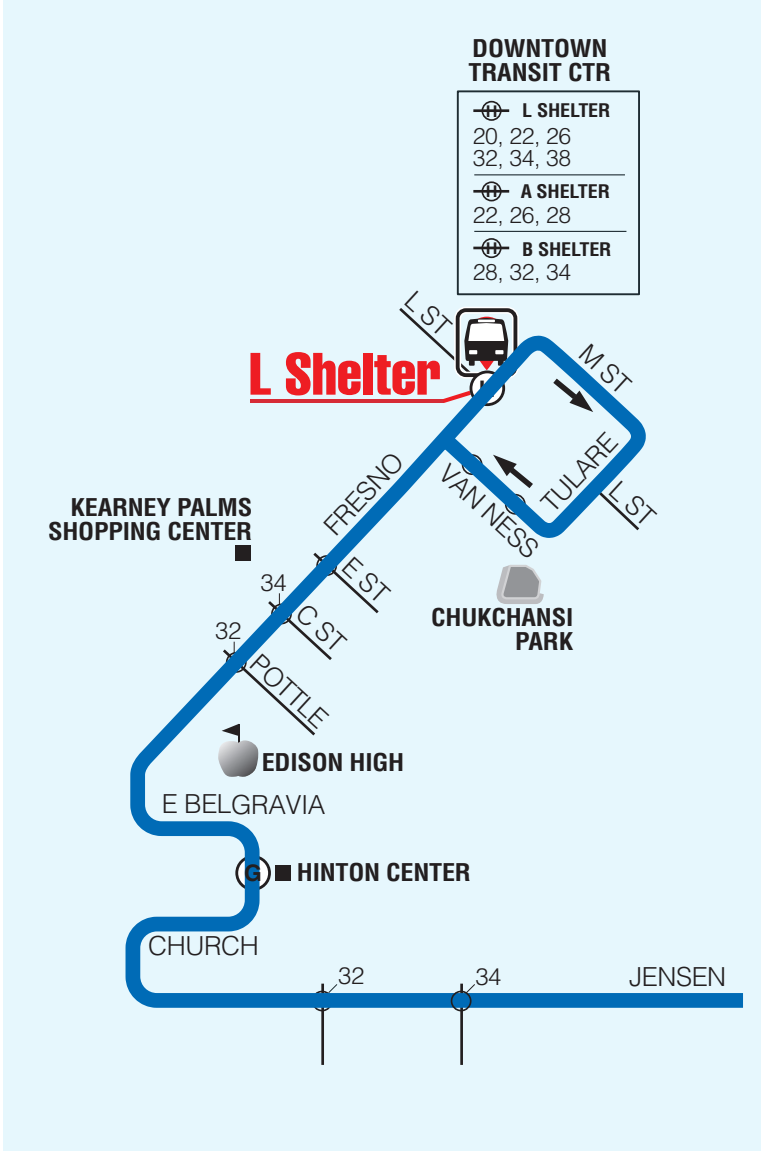 DOWNTOWN
TRANSIT CTR
H L SHELTER
20, 22, 26
32, 34, 38
H A SHELTER
22, 26, 28
H B SHELTER
28, 32, 34
L ST
L Shelter
M ST
TULARE
L ST
VAN NESS
FRESNO
KEARNEY PALMS
SHOPPING CENTER
E ST
34
C ST
CHUKCHANSI
PARK
32
POTTLE
EDISON HIGH
E BELGRAVIA
G
HINTON CENTER
CHURCH
32
34
JENSEN